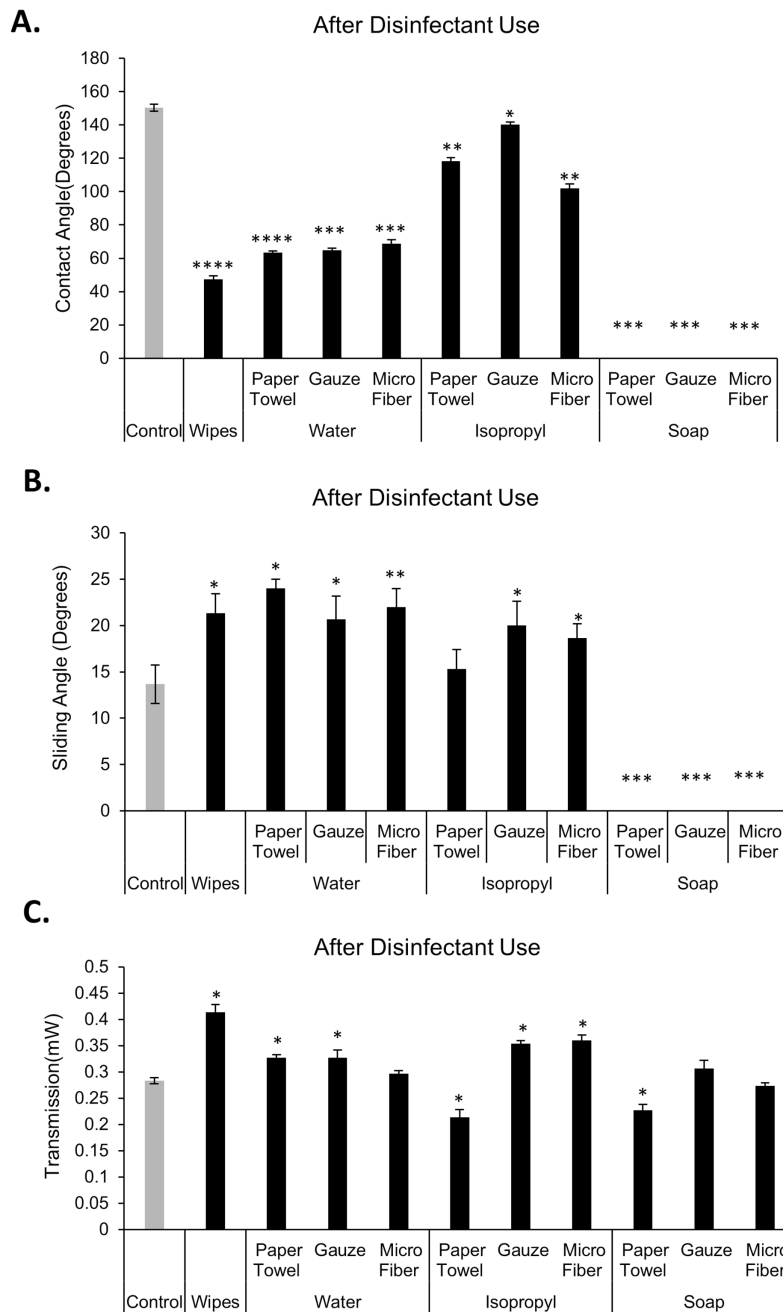 A.
After Disinfectant Use
Contact Angle(Degrees)
180
160
140
120
100
80
60
40
20
0
**** **** *** *** ** * ** *** *** ***
Paper Gauze Micro Paper Gauze Micro Paper Gauze Micro
Towel Fiber Towel Fiber Towel Fiber
Control Wipes Water Isopropyl Soap
B.
After Disinfectant Use
Sliding Angle (Degrees)
30
25
20
15
10
5
0
* * * ** * * *** *** ***
Paper Gauze Micro Paper Gauze Micro Paper Gauze Micro
Towel Fiber Towel Fiber Towel Fiber
Control Wipes Water Isopropyl Soap
C.
After Disinfectant Use
Transmission(mW)
0.5
0.45
0.4
0.35
0.3
0.25
0.2
0.15
0.1
0.05
0
* * * * * * *
Paper Gauze Micro Paper Gauze Micro Paper Gauze Micro
Towel Fiber Towel Fiber Towel Fiber
Control Wipes Water Isopropyl Soap